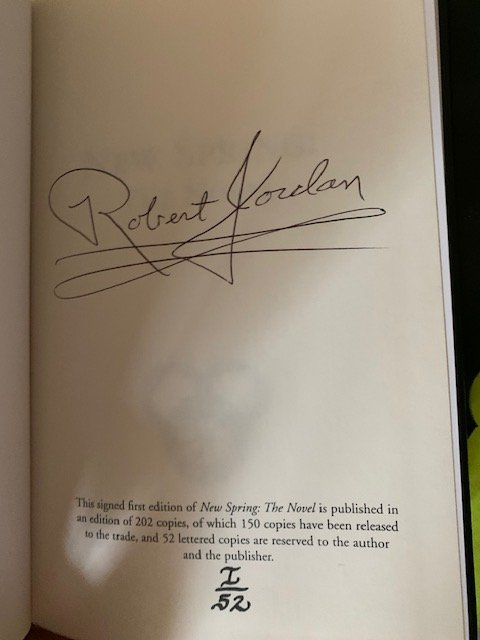 Robert Jordan
This signed first edition of New Spring: The Novel is published in
an edition of 202 copies, of which 150 copies have been released
to the trade, and 52 lettered copies are reserved to the author
and the publisher.
I
52